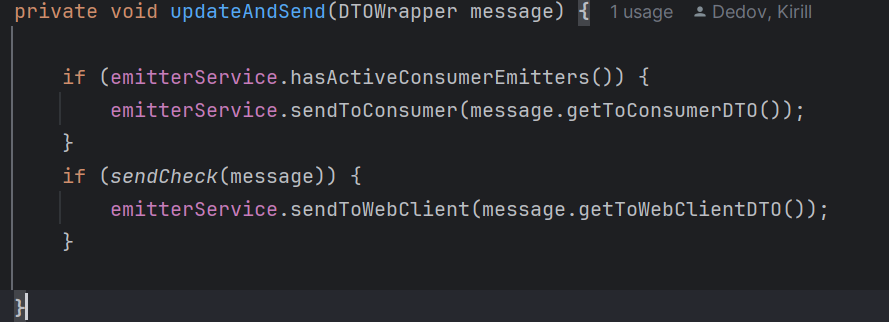 private void updateAndSend(DTOWrapper message) { 1 usage Dedov, Kirill
if (emitterService.hasActiveConsumerEmitters()) {
emitterService.sendToConsumer(message.getToConsumerDTO());
}
if (sendCheck(message)) {
emitterService.sendToWebClient(message.getToWebClientDTO());
}
}